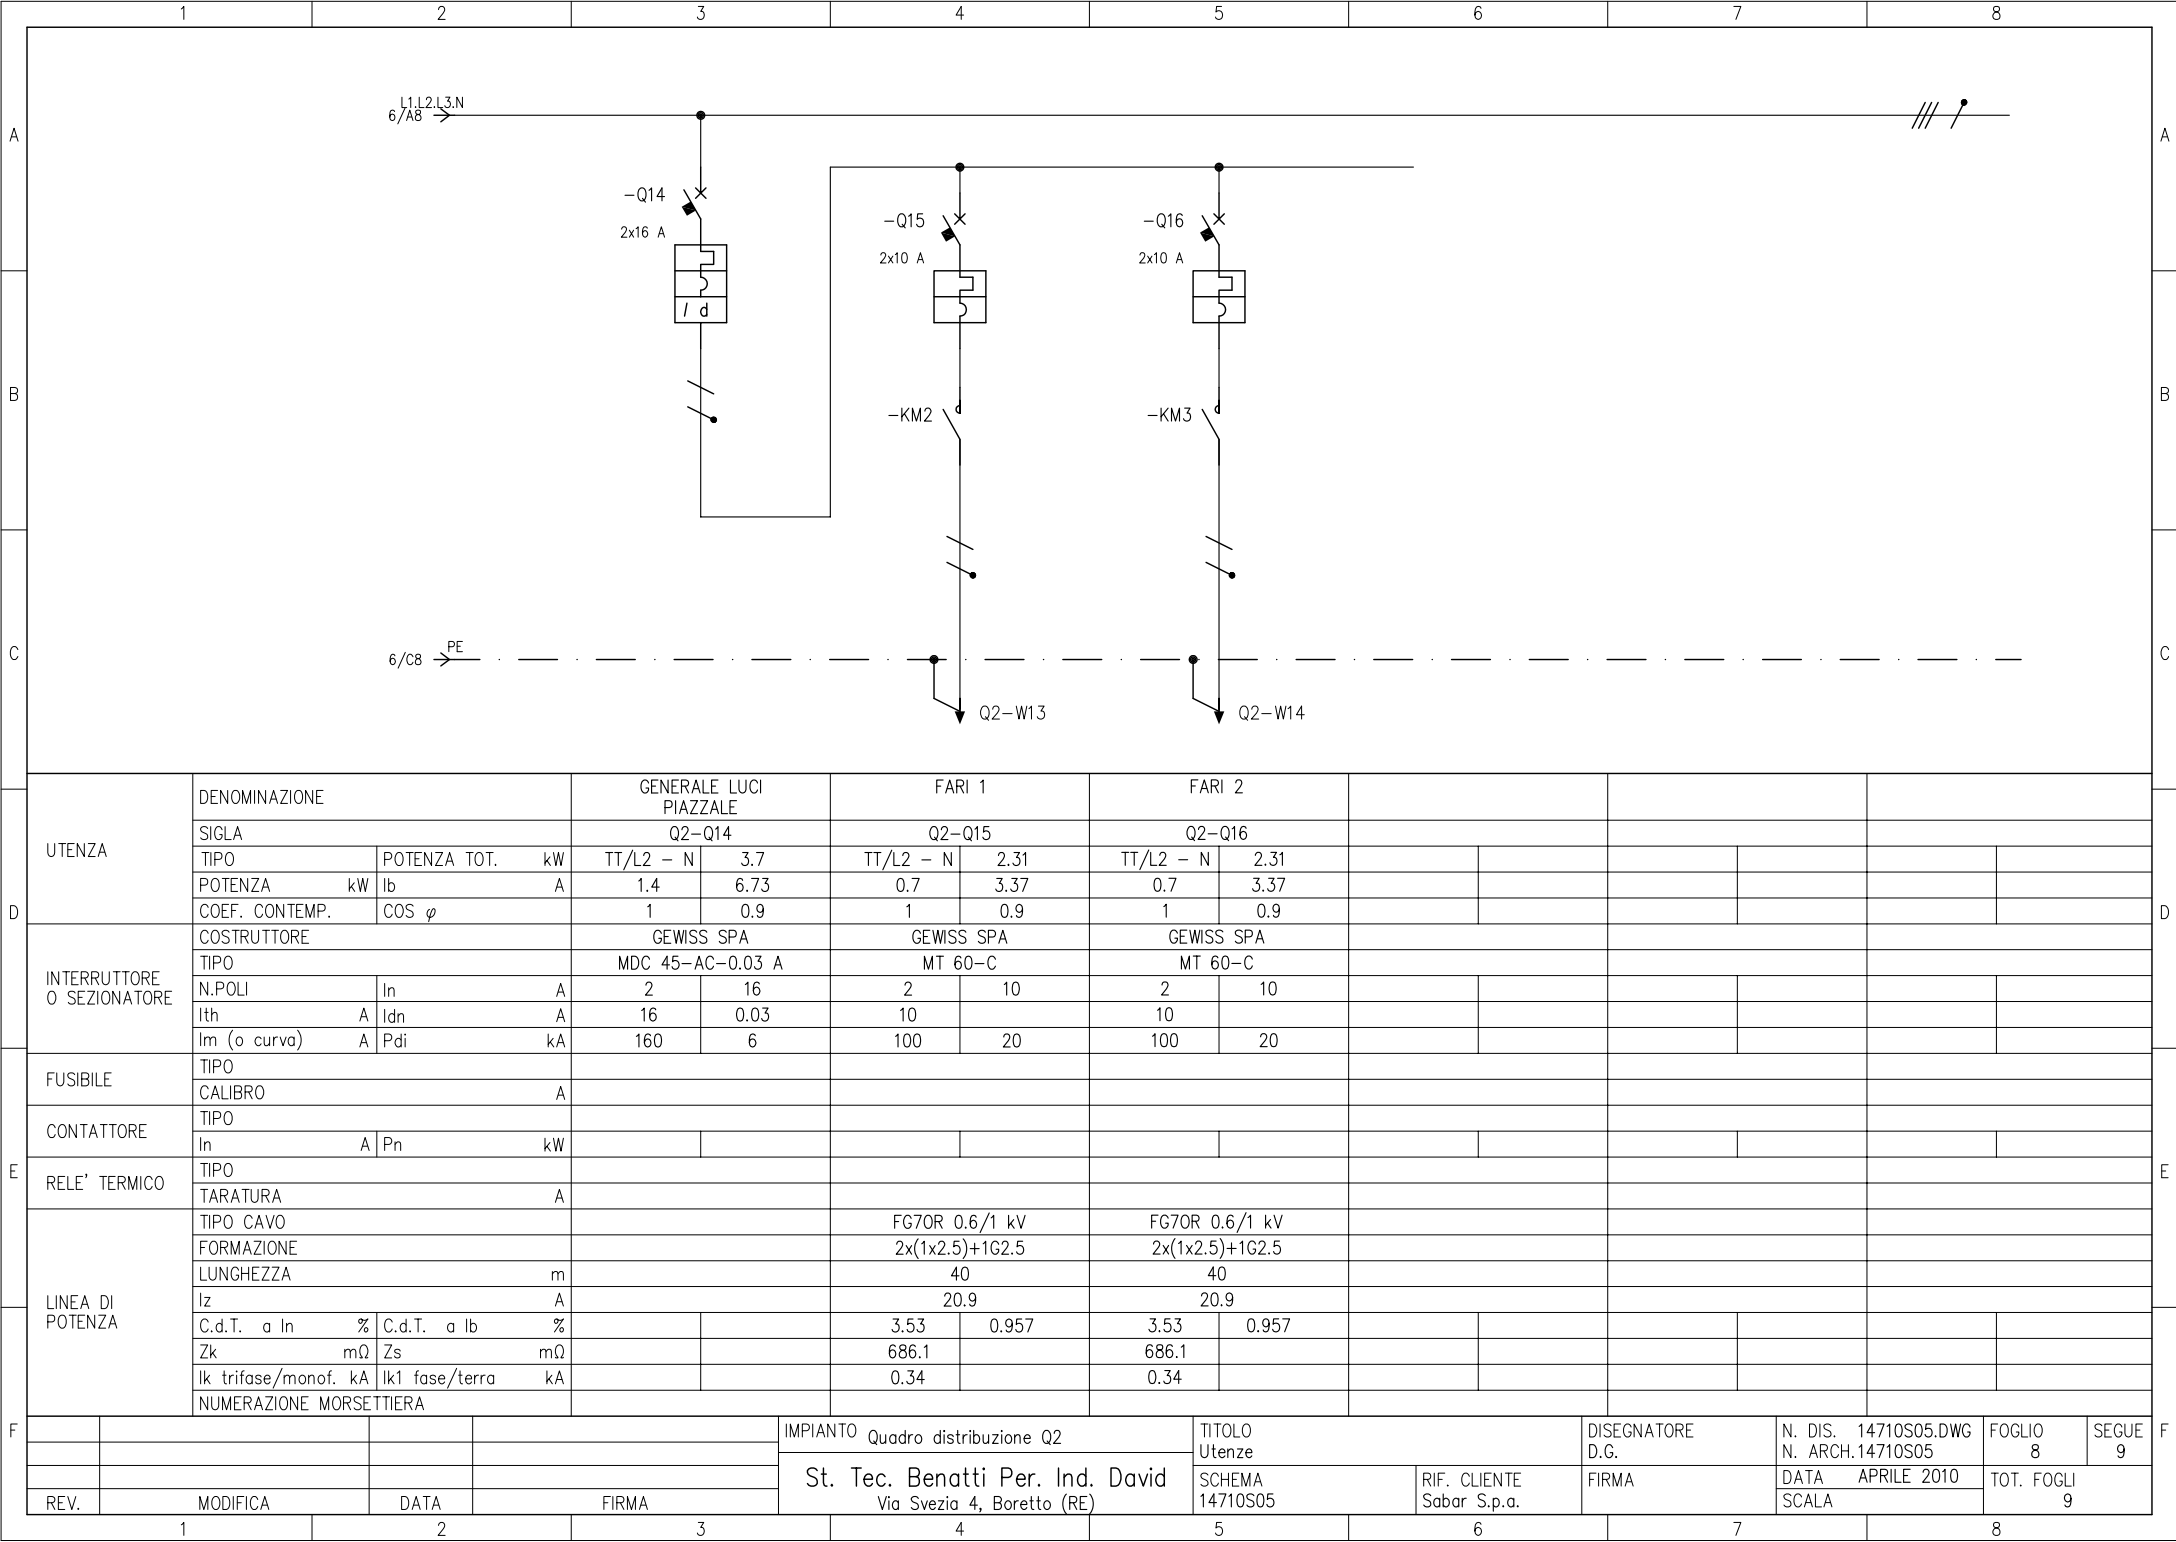 1 2 3 4 5 6 7 8
L1.L2.L3.N
6/A8
A A
-Q14
2x16 A
I d
-Q15
2x10 A
-Q16
2x10 A
B B
-KM2
-KM3
C C
6/C8 PE
Q2-W13
Q2-W14
UTENZA
DENOMINAZIONE GENERALE LUCI PIAZZALE FARI 1 FARI 2
SIGLA Q2-Q14 Q2-Q15 Q2-Q16
TIPO POTENZA TOT. kW TT/L2 - N 3.7 TT/L2 - N 2.31 TT/L2 - N 2.31
POTENZA kW Ib A 1.4 6.73 0.7 3.37 0.7 3.37
COEF. CONTEMP. COS φ 1 0.9 1 0.9 1 0.9
D D
INTERRUTTORE
O SEZIONATORE
COSTRUTTORE GEWISS SPA GEWISS SPA GEWISS SPA
TIPO MDC 45-AC-0.03 A MT 60-C MT 60-C
N.POLI In A 2 16 2 10 2 10
Ith A Idn A 16 0.03 10 10
Im (o curva) A Pdi kA 160 6 100 20 100 20
FUSIBILE
TIPO
CALIBRO A
CONTATTORE
TIPO
In A Pn kW
E E
RELE' TERMICO
TIPO
TARATURA A
LINEA DI
POTENZA
TIPO CAVO FG7OR 0.6/1 kV FG7OR 0.6/1 kV
FORMAZIONE 2x(1x2.5)+1G2.5 2x(1x2.5)+1G2.5
LUNGHEZZA m 40 40
Iz A 20.9 20.9
C.d.T. a In % C.d.T. a Ib % 3.53 0.957 3.53 0.957
Zk mΩ Zs mΩ 686.1 686.1
Ik trifase/monof. kA Ik1 fase/terra kA 0.34 0.34
NUMERAZIONE MORSETTIERA
F F
REV. MODIFICA DATA FIRMA
IMPIANTO Quadro distribuzione Q2
St. Tec. Benatti Per. Ind. David
Via Svezia 4, Boretto (RE)
TITOLO
Utenze
SCHEMA
14710S05
RIF. CLIENTE
Sabar S.p.a.
DISEGNATORE
D.G.
FIRMA
N. DIS. 14710S05.DWG
N. ARCH.14710S05
DATA APRILE 2010
SCALA
FOGLIO
8
SEGUE
9
TOT. FOGLI
9
1 2 3 4 5 6 7 8